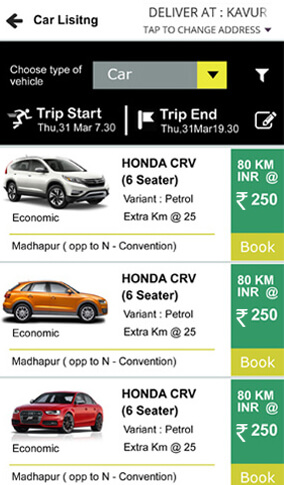 Car Lisitng
DELIVER AT : KAVUR
TAP TO CHANGE ADDRESS
Choose type of
vehicle
Car
Trip Start
Thu,31 Mar 7.30
Trip End
Thu,31Mar19.30
HONDA CRV
(6 Seater)
Variant : Petrol
Extra Km @ 25
Economic
80 KM
INR @
₹ 250
Madhapur ( opp to N - Convention)
Book
HONDA CRV
(6 Seater)
Variant : Petrol
Extra Km @ 25
Economic
80 KM
INR @
₹ 250
Madhapur ( opp to N - Convention)
Book
HONDA CRV
(6 Seater)
Variant : Petrol
Extra Km @ 25
Economic
80 KM
INR @
₹ 250
Madhapur ( opp to N - Convention)
Book